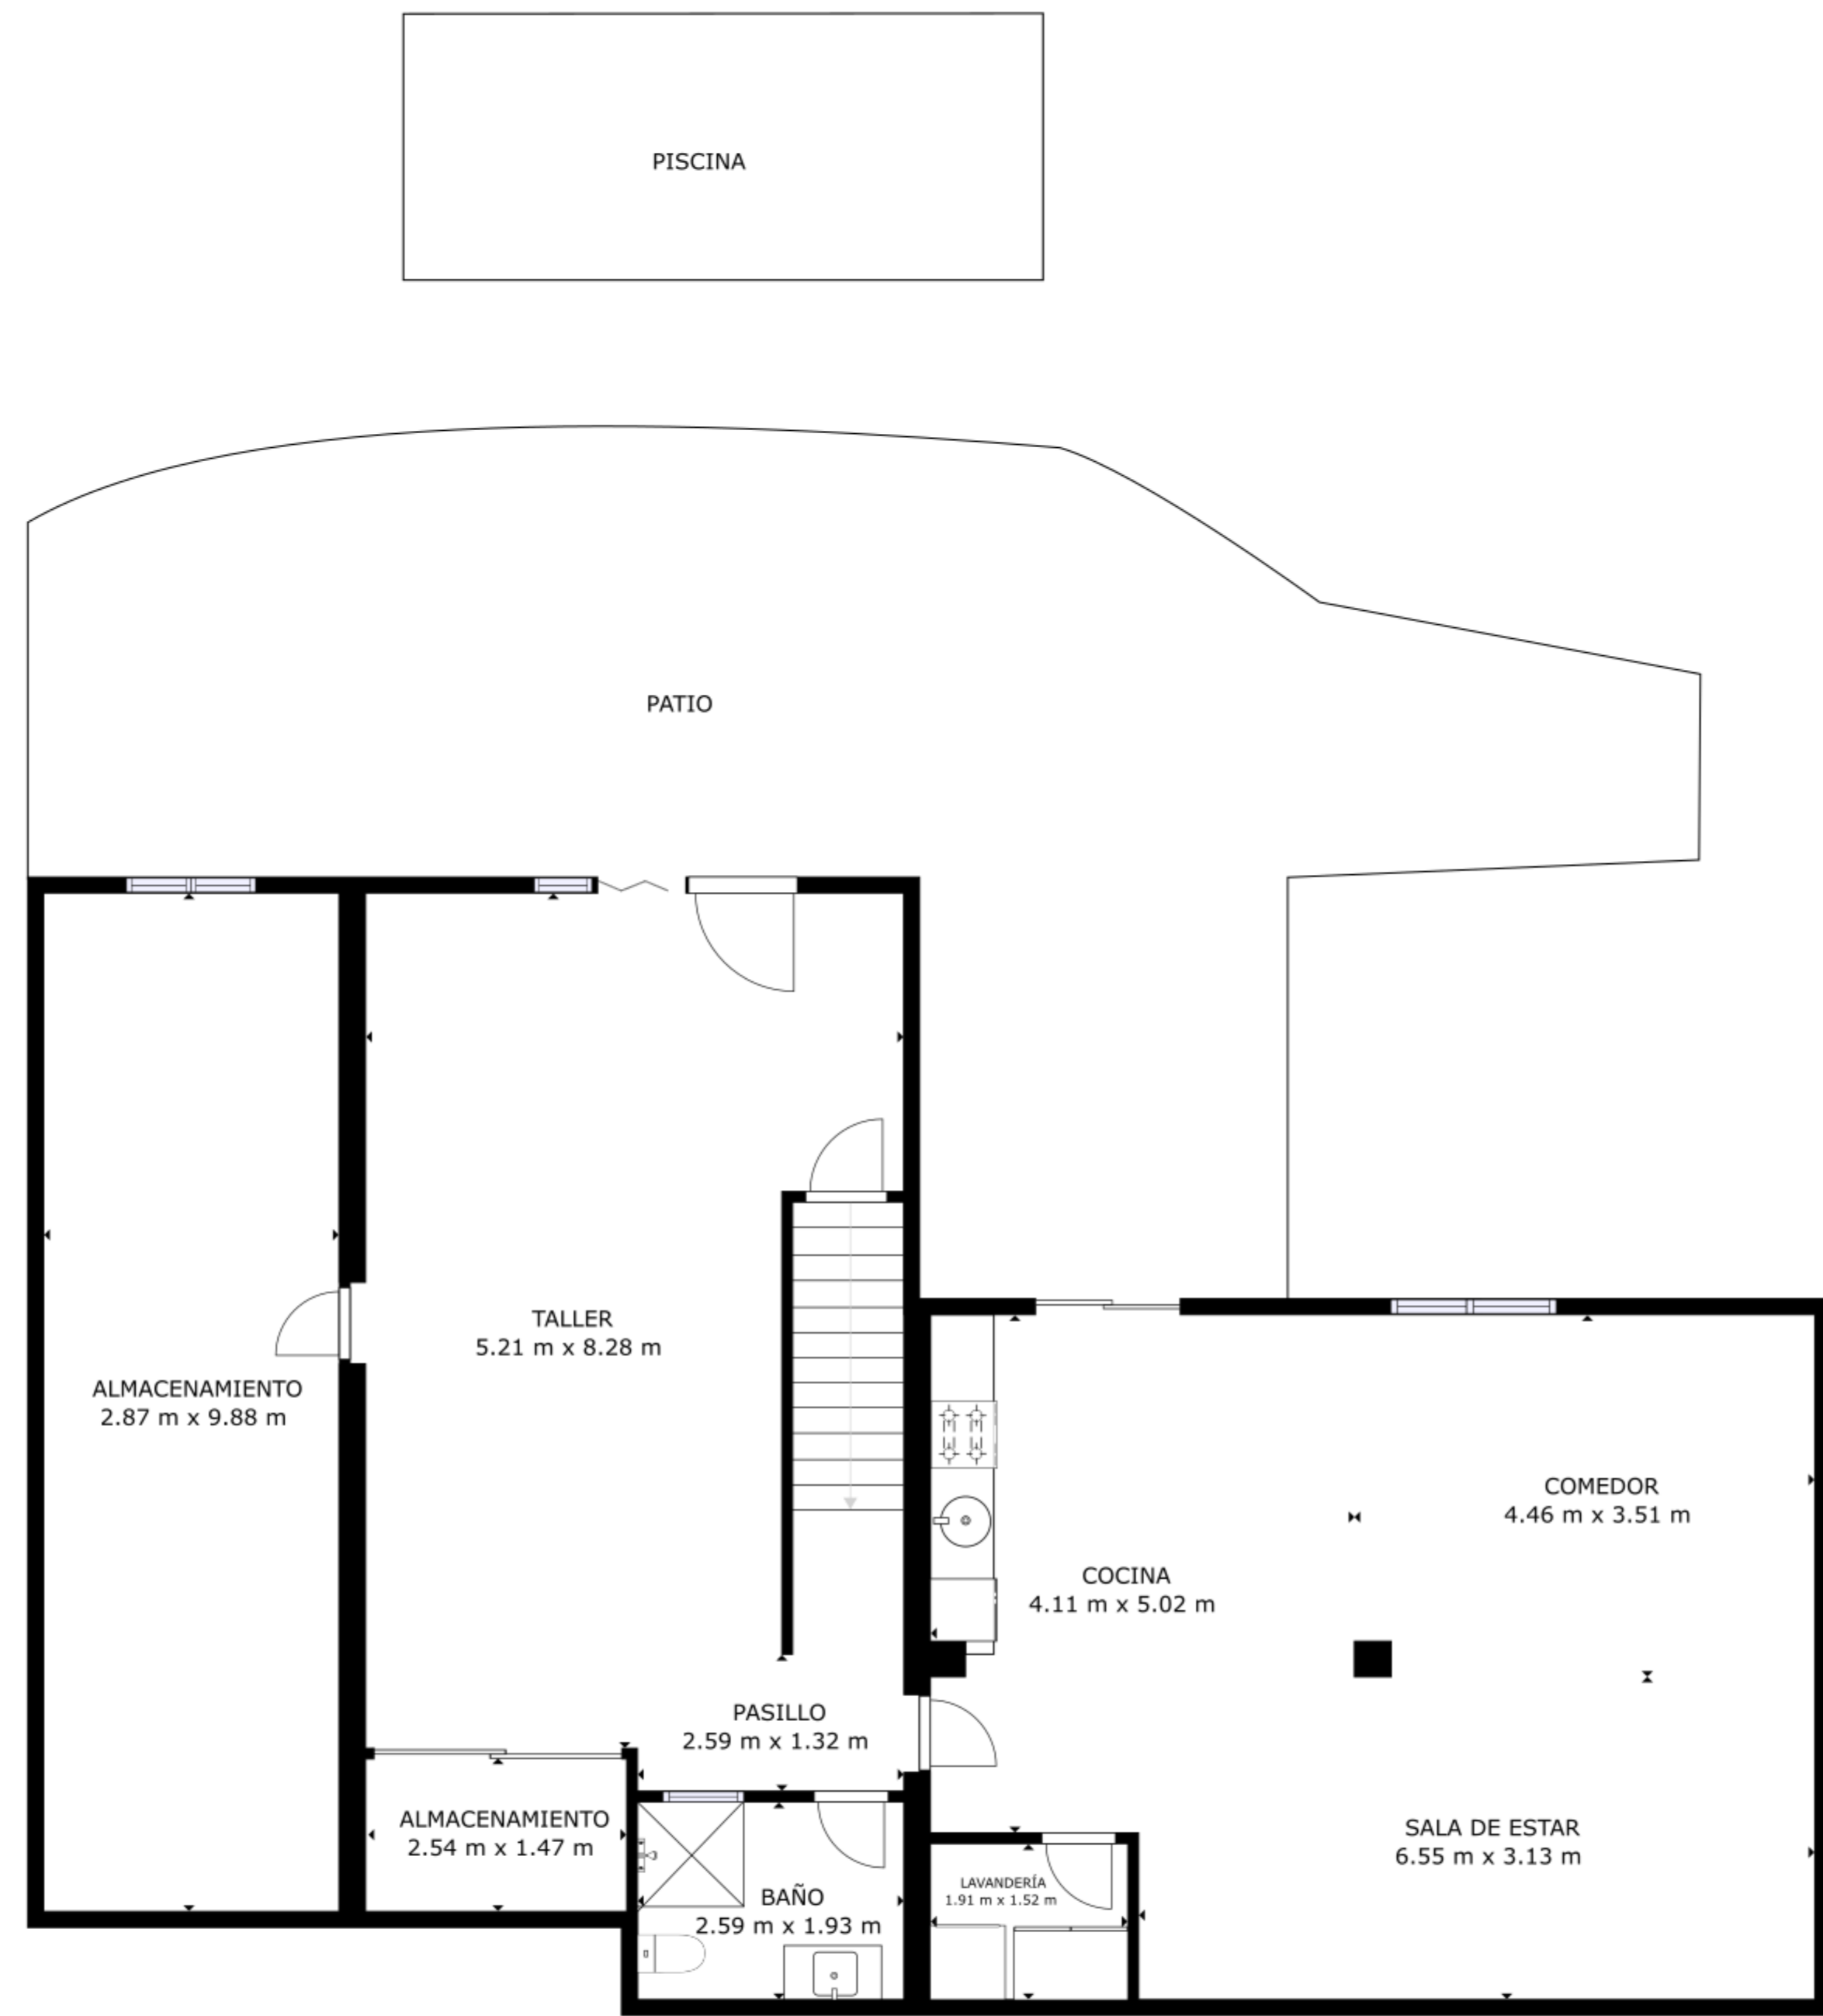 PISCINA
PATIO
TALLER
5.21 m x 8.28 m
ALMACENAMIENTO
2.87 m x 9.88 m
COMEDOR
4.46 m x 3.51 m
COCINA
4.11 m x 5.02 m
PASILLO
2.59 m x 1.32 m
ALMACENAMIENTO
2.54 m x 1.47 m
SALA DE ESTAR
6.55 m x 3.13 m
LAVANDERÍA
1.91 m x 1.52 m
BAÑO
2.59 m x 1.93 m